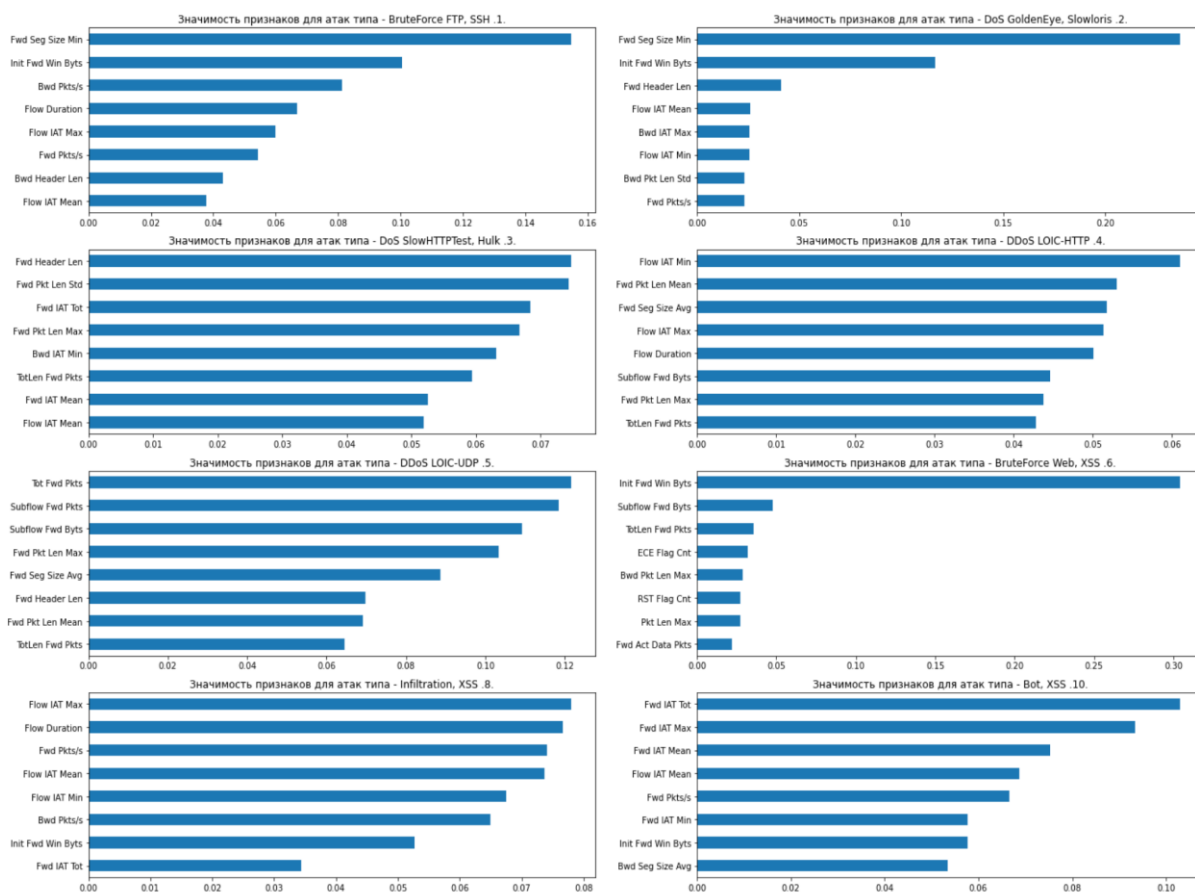 Значимость признаков для атак типа - BruteForce FTP, SSH .1.
Fwd Seg Size Min
Init Fwd Win Byts
Bwd Pkts/s
Flow Duration
Flow IAT Max
Fwd Pkts/s
Bwd Header Len
Flow IAT Mean
0.00 0.02 0.04 0.06 0.08 0.10 0.12 0.14 0.16
Значимость признаков для атак типа - DoS GoldenEye, Slowloris .2.
Fwd Seg Size Min
Init Fwd Win Byts
Fwd Header Len
Flow IAT Mean
Bwd IAT Max
Flow IAT Min
Bwd Pkt Len Std
Fwd Pkts/s
0.00 0.05 0.10 0.15 0.20
Значимость признаков для атак типа - DoS SlowHTTPTest, Hulk .3.
Fwd Header Len
Fwd Pkt Len Std
Fwd IAT Tot
Fwd Pkt Len Max
Bwd IAT Min
TotLen Fwd Pkts
Fwd IAT Mean
Flow IAT Mean
0.00 0.01 0.02 0.03 0.04 0.05 0.06 0.07
Значимость признаков для атак типа - DDoS LOIC-HTTP .4.
Flow IAT Min
Fwd Pkt Len Mean
Fwd Seg Size Avg
Flow IAT Max
Flow Duration
Subflow Fwd Byts
Fwd Pkt Len Max
TotLen Fwd Pkts
0.00 0.01 0.02 0.03 0.04 0.05 0.06
Значимость признаков для атак типа - DDoS LOIC-UDP .5.
Tot Fwd Pkts
Subflow Fwd Pkts
Subflow Fwd Byts
Fwd Pkt Len Max
Fwd Seg Size Avg
Fwd Header Len
Fwd Pkt Len Mean
TotLen Fwd Pkts
0.00 0.02 0.04 0.06 0.08 0.10 0.12
Значимость признаков для атак типа - BruteForce Web, XSS .6.
Init Fwd Win Byts
Subflow Fwd Byts
TotLen Fwd Pkts
ECE Flag Cnt
Bwd Pkt Len Max
RST Flag Cnt
Pkt Len Max
Fwd Act Data Pkts
0.00 0.05 0.10 0.15 0.20 0.25 0.30
Значимость признаков для атак типа - Infiltration, XSS .8.
Flow IAT Max
Flow Duration
Fwd Pkts/s
Flow IAT Mean
Flow IAT Min
Bwd Pkts/s
Init Fwd Win Byts
Fwd IAT Tot
0.00 0.01 0.02 0.03 0.04 0.05 0.06 0.07 0.08
Значимость признаков для атак типа - Bot, XSS .10.
Fwd IAT Tot
Fwd IAT Max
Fwd IAT Mean
Flow IAT Mean
Fwd Pkts/s
Fwd IAT Min
Init Fwd Win Byts
Bwd Seg Size Avg
0.00 0.02 0.04 0.06 0.08 0.10